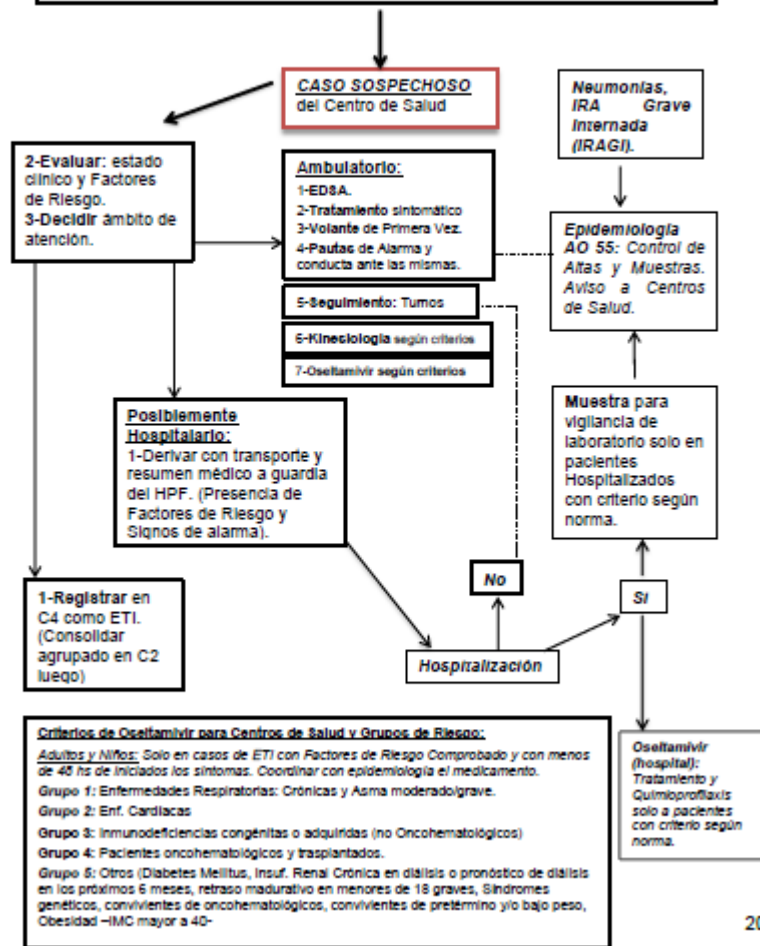 CASO SOSPECHOSO
del Centro de Salud
Neumonías,
IRA Grave
Internada
(IRAGI).
2-Evaluar: estado
clínico y Factores
de Riesgo.
3-Decidir ámbito de
atención.
Ambulatorio:
1-EDSA.
2-Tratamiento sintomático
3-Volante de Primera Vez.
4-Pautas de Alarma y
conducta ante las mismas.
Epidemiología
AO 55: Control de
Altas y Muestras.
Aviso a Centros
de Salud.
5-Seguimiento: Turnos
6-Kinesiología según criterios
7-Oseltamivir según criterios
Posiblemente
Hospitalario:
1-Derivar con transporte y
resumen médico a guardia
del HPF. (Presencia de
Factores de Riesgo y
Signos de alarma).
Muestra para
vigilancia de
laboratorio solo en
pacientes
Hospitalizados
con criterio según
norma.
1-Registrar en
C4 como ETI.
(Consolidar
agrupado en C2
luego)
No
Si
Hospitalización
Criterios de Oseltamivir para Centros de Salud y Grupos de Riesgo:
Adultos y Niños: Solo en casos de ETI con Factores de Riesgo Comprobado y con menos
de 48 hs de iniciados los síntomas. Coordinar con epidemiología el medicamento.
Grupo 1: Enfermedades Respiratorias: Crónicas y Asma moderado/grave.
Grupo 2: Enf. Cardiacas
Grupo 3: Inmunodeficiencias congénitas o adquiridas (no Oncohematológicos)
Grupo 4: Pacientes oncohematológicos y trasplantados.
Grupo 5: Otros (Diabetes Mellitus, Insuf. Renal Crónica en diálisis o pronóstico de diálisis
en los próximos 6 meses, retraso madurativo en menores de 18 graves, Síndromes
genéticos, convivientes de oncohematológicos, convivientes de pretérmino y/o bajo peso,
Obesidad –IMC mayor a 40-
Oseltamivir
(hospital):
Tratamiento y
Quimioprofilaxis
solo a pacientes
con criterio según
norma.
20